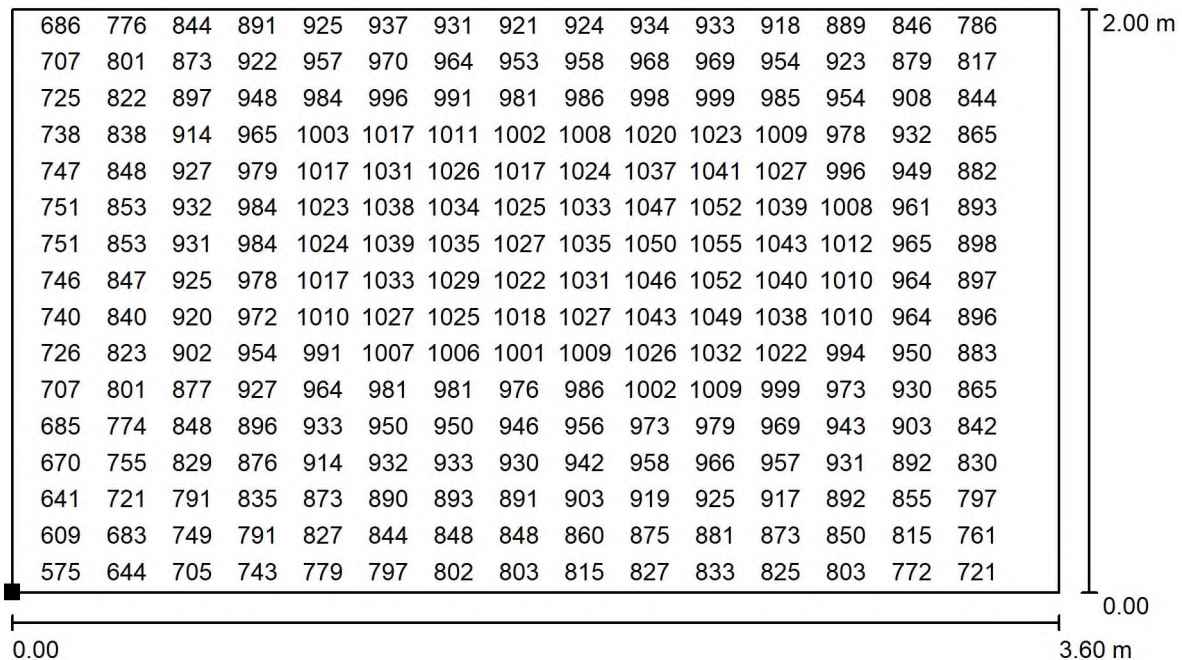 686 776 844 891 925 937 931 921 924 934 933 918 889 846 786 2.00 m
707 801 873 922 957 970 964 953 958 968 969 954 923 879 817
725 822 897 948 984 996 991 981 986 998 999 985 954 908 844
738 838 914 965 1003 1017 1011 1002 1008 1020 1023 1009 978 932 865
747 848 927 979 1017 1031 1026 1017 1024 1037 1041 1027 996 949 882
751 853 932 984 1023 1038 1034 1025 1033 1047 1052 1039 1008 961 893
751 853 931 984 1024 1039 1035 1027 1035 1050 1055 1043 1012 965 898
746 847 925 978 1017 1033 1029 1022 1031 1046 1052 1040 1010 964 897
740 840 920 972 1010 1027 1025 1018 1027 1043 1049 1038 1010 964 896
726 823 902 954 991 1007 1006 1001 1009 1026 1032 1022 994 950 883
707 801 877 927 964 981 981 976 986 1002 1009 999 973 930 865
685 774 848 896 933 950 950 946 956 973 979 969 943 903 842
670 755 829 876 914 932 933 930 942 958 966 957 931 892 830
641 721 791 835 873 890 893 891 903 919 925 917 892 855 797
609 683 749 791 827 844 848 848 860 875 881 873 850 815 761
575 644 705 743 779 797 802 803 815 827 833 825 803 772 721
0.00
0.00 3.60 m